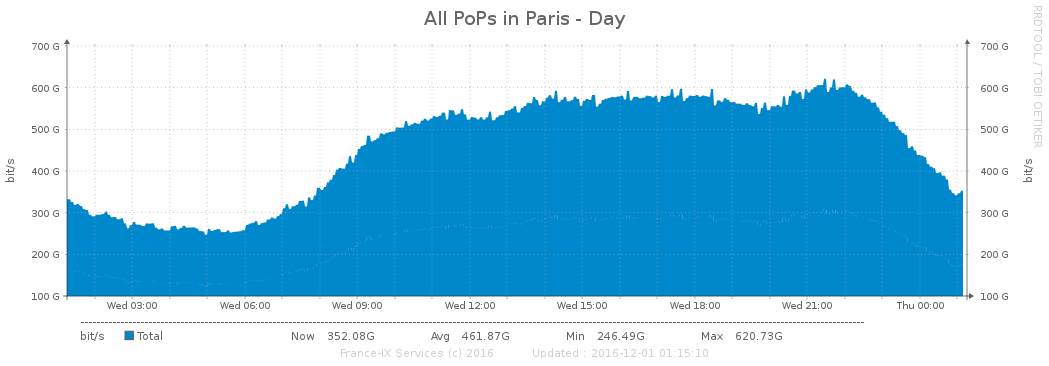 All PoPs in Paris - Day
RRDTOOL / TOBI OETIKER
bit/s
700 G
600 G
500 G
400 G
300 G
200 G
100 G
700 G
600 G
500 G
400 G
300 G
200 G
100 G
bit/s
Wed 03:00 Wed 06:00 Wed 09:00 Wed 12:00 Wed 15:00 Wed 18:00 Wed 21:00 Thu 00:00
bit/s Total Now 352.08G Avg 461.87G Min 246.49G Max 620.73G
France-IX Services (c) 2016 Updated : 2016-12-01 01:15:10